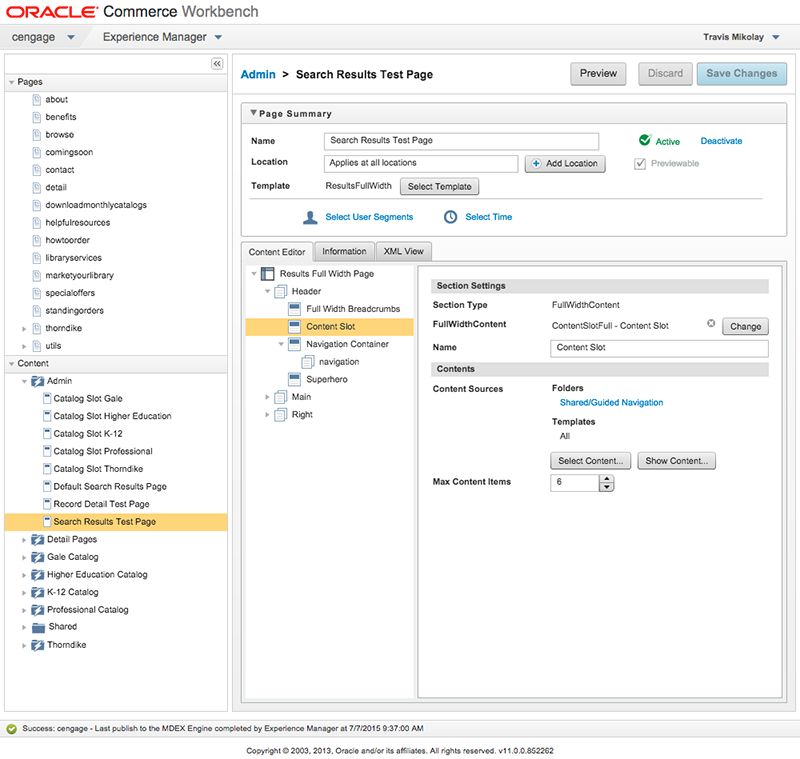 ORACLE® Commerce Workbench
cengage Experience Manager Travis Mikolay
Pages
about
benefits
browse
comingsoon
contact
detail
downloadmonthlycatalogs
helpfulresources
howtoorder
libraryservices
marketyourlibrary
specialoffers
standingorders
thorndike
utils
Content
Admin
Catalog Slot Gale
Catalog Slot Higher Education
Catalog Slot K-12
Catalog Slot Professional
Catalog Slot Thorndike
Default Search Results Page
Record Detail Test Page
Search Results Test Page
Detail Pages
Gale Catalog
Higher Education Catalog
K-12 Catalog
Professional Catalog
Shared
Thorndike
Admin > Search Results Test Page Preview Discard Save Changes
Page Summary
Name Search Results Test Page Active Deactivate
Location Applies at all locations Add Location Previewable
Template ResultsFullWidth Select Template
Select User Segments Select Time
Content Editor Information XML View
Results Full Width Page
Header
Full Width Breadcrumbs
Content Slot
Navigation Container
navigation
Superhero
Main
Right
Section Settings
Section Type FullWidthContent
FullWidthContent ContentSlotFull - Content Slot Change
Name Content Slot
Contents
Content Sources Folders
Shared/Guided Navigation
Templates
All
Select Content... Show Content...
Max Content Items 6
Success: cengage - Last publish to the MDEX Engine completed by Experience Manager at 7/7/2015 9:37:00 AM
Copyright © 2003, 2013, Oracle and/or its affiliates. All rights reserved. v11.0.0.852262